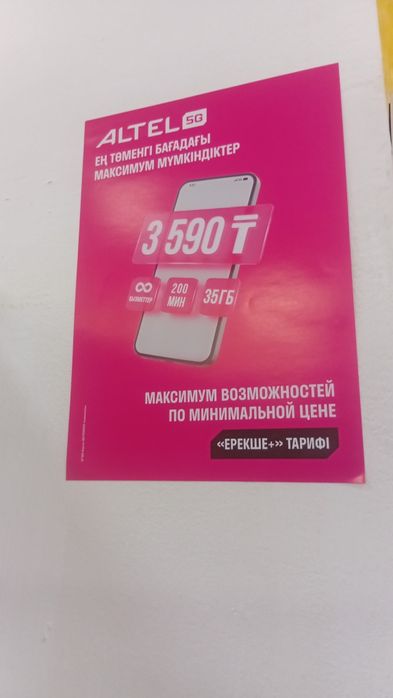 ALTEL 5G
ЕҢ ТӨМЕНГІ БАҒАДАҒЫ
МАКСИМУМ МҮМКІНДІКТЕР
3 590 ₸
∞ 200 35ГБ
ҚЫЗМЕТТЕР МИН
МАКСИМУМ ВОЗМОЖНОСТЕЙ
ПО МИНИМАЛЬНОЙ ЦЕНЕ
«ЕРЕКШЕ+» ТАРИФІ